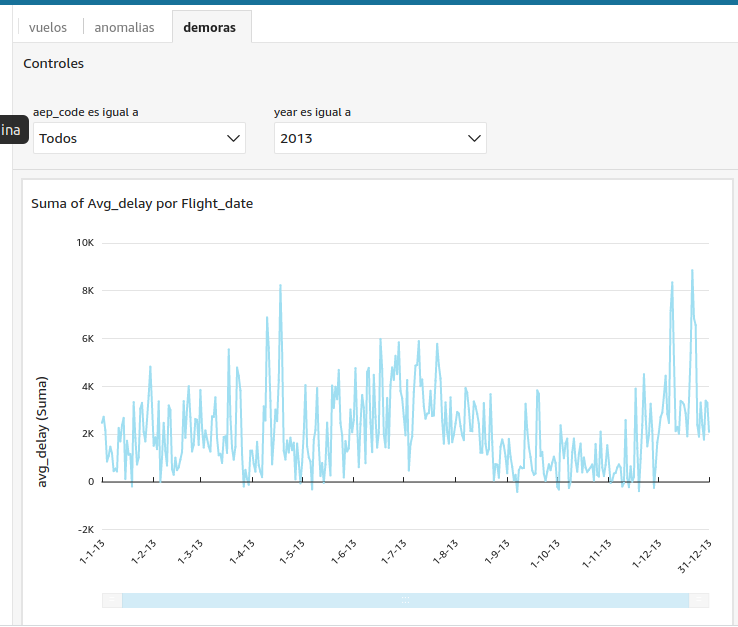 vuelos anomalias demoras
Controles
ina
aep_code es igual a year es igual a
Todos 2013
Suma of Avg_delay por Flight_date
10K
8K
6K
4K
2K
0
-2K
avg_delay (Suma)
1-1-13 1-2-13 1-3-13 1-4-13 1-5-13 1-6-13 1-7-13 1-8-13 1-9-13 1-10-13 1-11-13 1-12-13 31-12-13